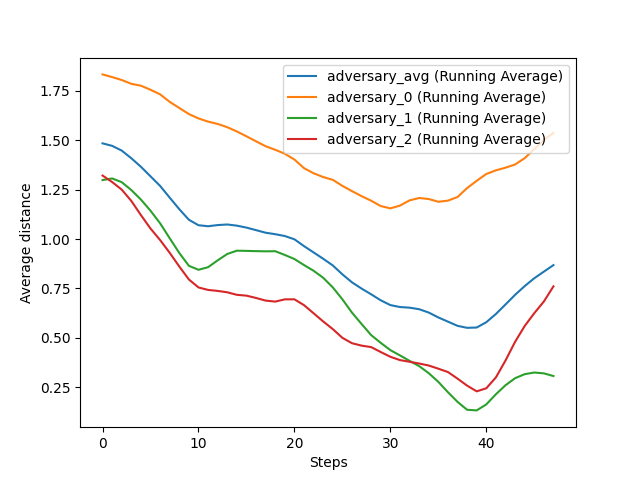 adversary_avg (Running Average)
adversary_0 (Running Average)
adversary_1 (Running Average)
adversary_2 (Running Average)
Average distance
1.75
1.50
1.25
1.00
0.75
0.50
0.25
0 10 20 30 40
Steps